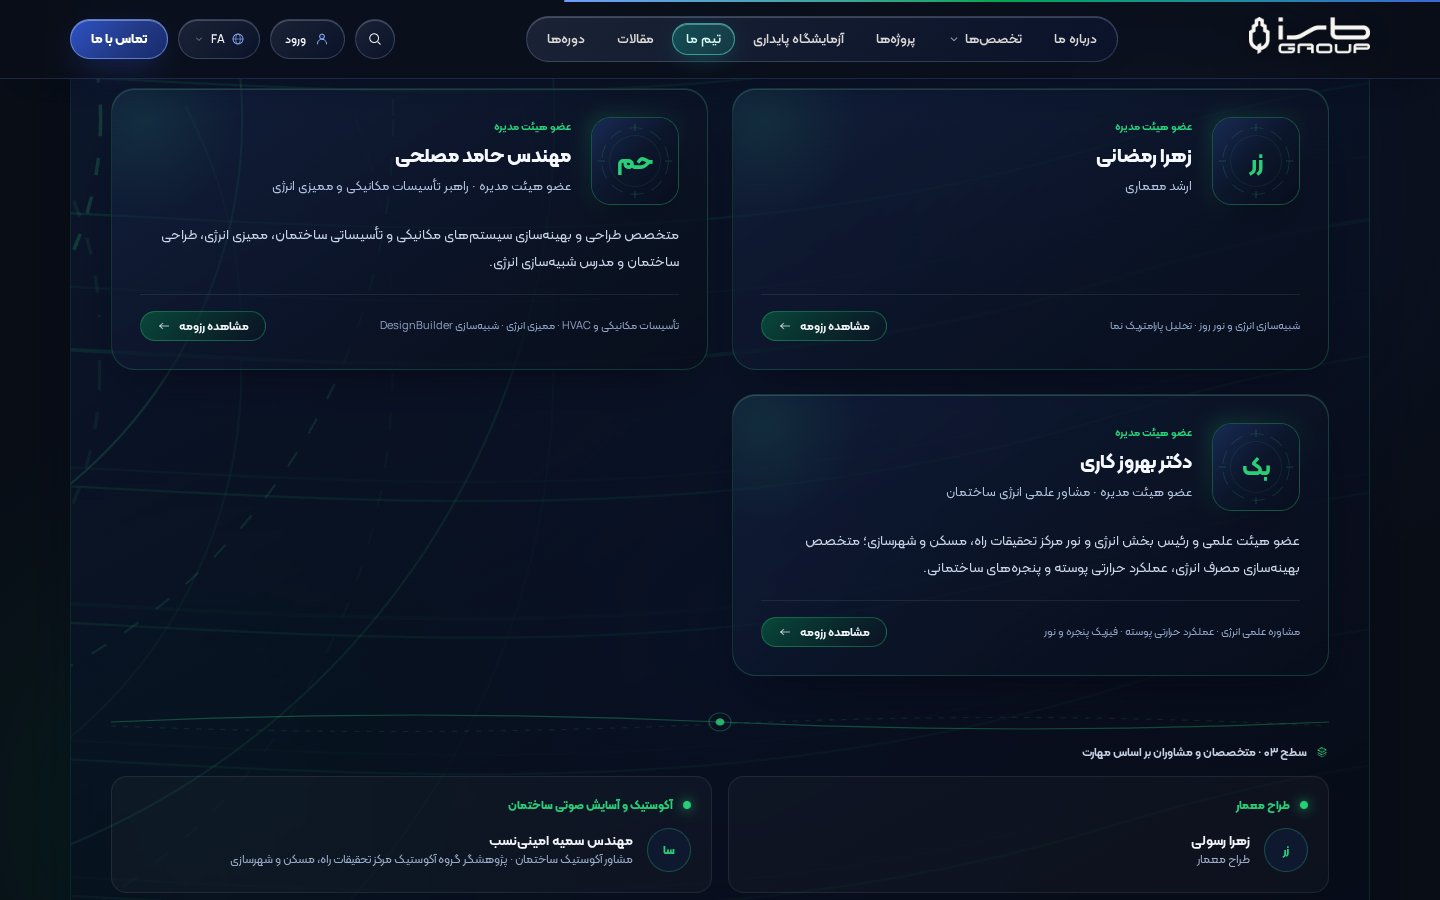 irsb
GROUP
درباره ما
تخصص‌ها
پروژه‌ها
آزمایشگاه پایداری
تیم ما
مقالات
دوره‌ها
ورود
FA
تماس با ما
زر
عضو هیئت مدیره
زهرا رمضانی
ارشد معماری
شبیه‌سازی انرژی و نور روز · تحلیل پارامتریک نما
مشاهده رزومه
حم
عضو هیئت مدیره
مهندس حامد مصلحی
عضو هیئت مدیره · راهبر تأسیسات مکانیکی و ممیزی انرژی
متخصص طراحی و بهینه‌سازی سیستم‌های مکانیکی و تأسیساتی ساختمان، ممیزی انرژی، طراحی
ساختمان و مدرس شبیه‌سازی انرژی.
تأسیسات مکانیکی و HVAC · ممیزی انرژی · شبیه‌سازی DesignBuilder
مشاهده رزومه
بک
عضو هیئت مدیره
دکتر بهروز کاری
عضو هیئت مدیره · مشاور علمی انرژی ساختمان
عضو هیئت علمی و رئیس بخش انرژی و نور مرکز تحقیقات راه، مسکن و شهرسازی؛ متخصص
بهینه‌سازی مصرف انرژی، عملکرد حرارتی پوسته و پنجره‌های ساختمانی.
مشاوره علمی انرژی · عملکرد حرارتی پوسته · فیزیک پنجره و نور
مشاهده رزومه
سطح ۰۳ · متخصصان و مشاوران بر اساس مهارت
طراح معمار
زر
زهرا رسولی
طراح معمار
آکوستیک و آسایش صوتی ساختمان
سا
مهندس سمیه امینی‌نسب
مشاور آکوستیک ساختمان · پژوهشگر گروه آکوستیک مرکز تحقیقات راه، مسکن و شهرسازی